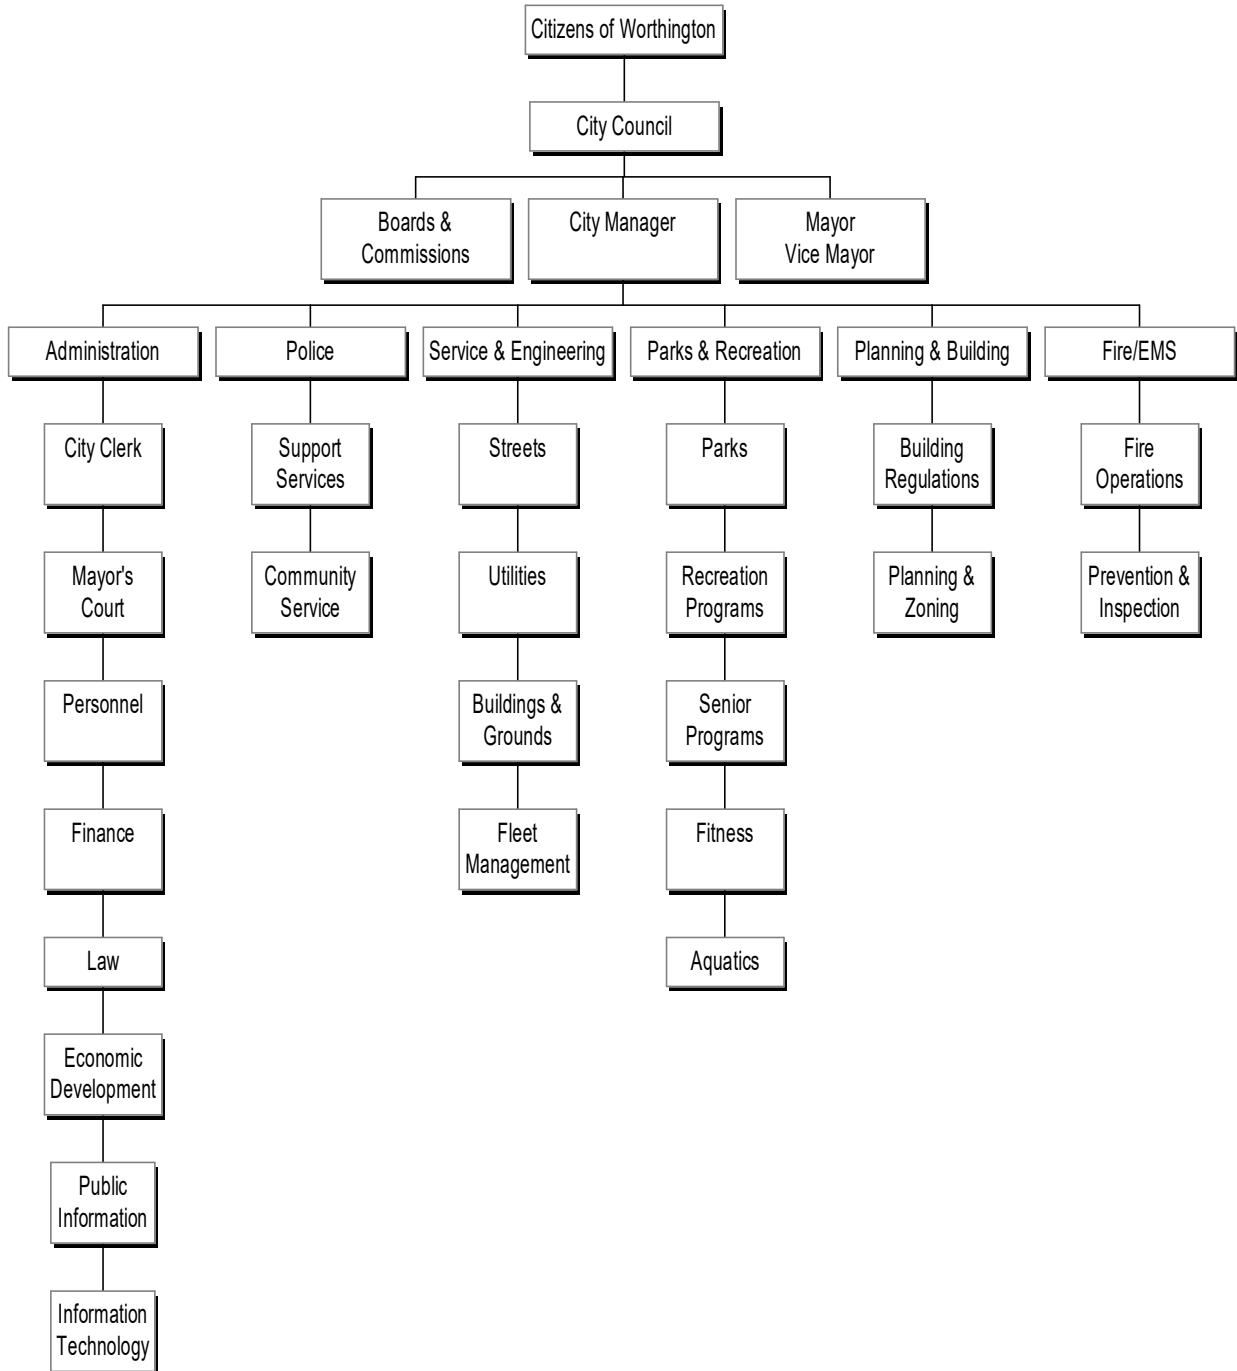 Citizens of Worthington
City Council
Boards &
Commissions
City Manager
Mayor
Vice Mayor
Administration
Police
Service & Engineering
Parks & Recreation
Planning & Building
Fire/EMS
City Clerk
Support
Services
Streets
Parks
Building
Regulations
Fire
Operations
Mayor's
Court
Community
Service
Utilities
Recreation
Programs
Planning &
Zoning
Prevention &
Inspection
Personnel
Buildings &
Grounds
Senior
Programs
Finance
Fleet
Management
Fitness
Law
Aquatics
Economic
Development
Public
Information
Information
Technology